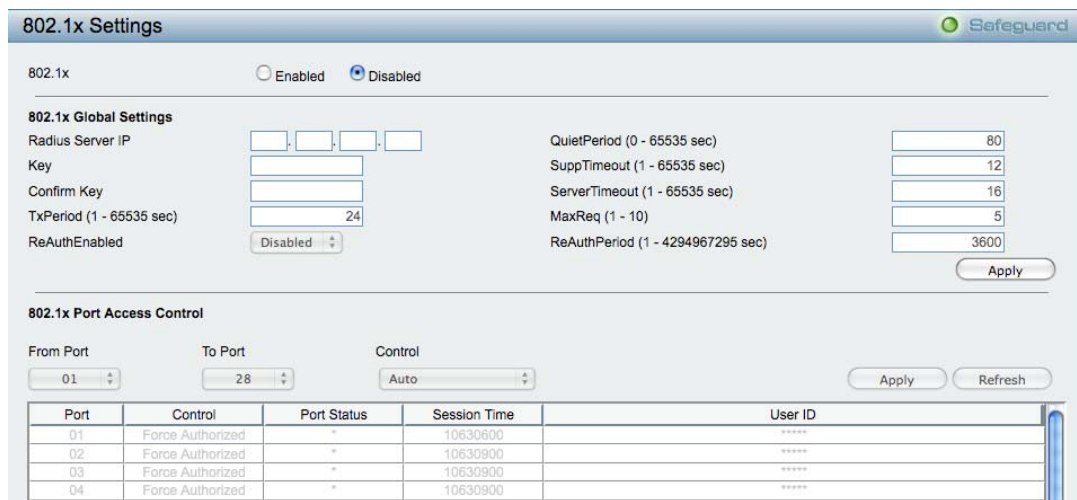 802.1x Settings Safeguard
802.1x Enabled Disabled
802.1x Global Settings
Radius Server IP . . . QuietPeriod (0 - 65535 sec) 80
Key SuppTimeout (1 - 65535 sec) 12
Confirm Key ServerTimeout (1 - 65535 sec) 16
TxPeriod (1 - 65535 sec) 24 MaxReq (1 - 10) 5
ReAuthEnabled Disabled ReAuthPeriod (1 - 4294967295 sec) 3600
Apply
802.1x Port Access Control
From Port To Port Control
01 28 Auto Apply Refresh
Port Control Port Status Session Time User ID
01 Force Authorized * 10630600 *****
02 Force Authorized * 10630900 *****
03 Force Authorized * 10630900 *****
04 Force Authorized * 10630900 *****